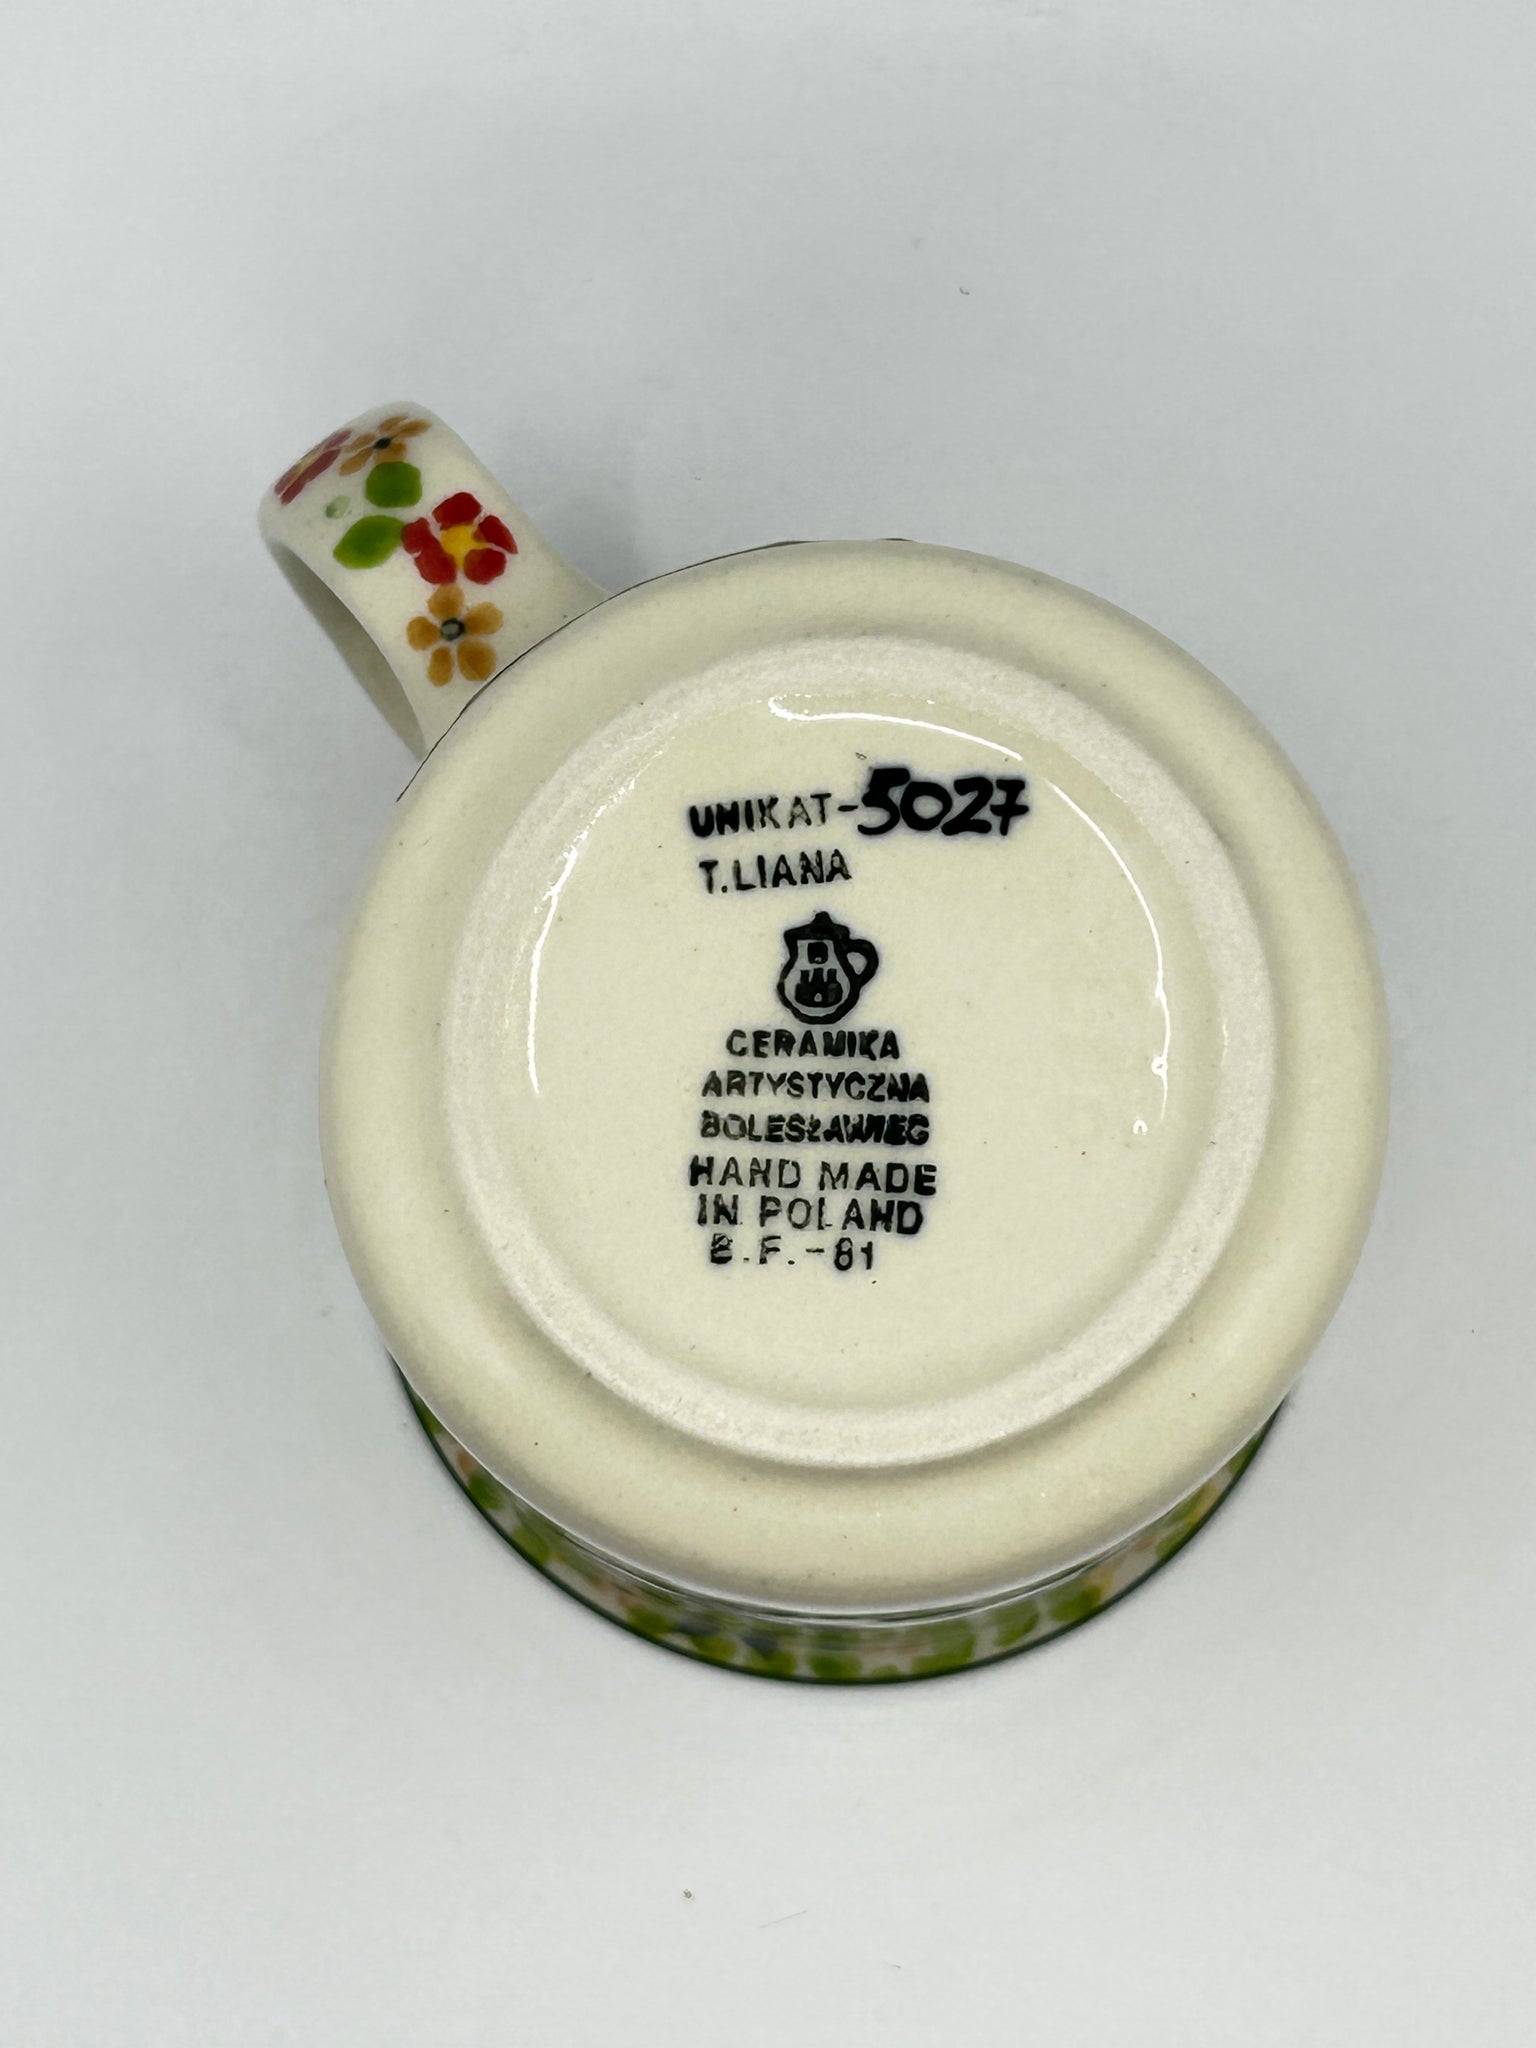 UNIKAT-5027
T.LIANA
B
CERAMIKA
ARTYSTYCZNA
BOLESŁAWIEC
HAND MADE
IN POLAND
B.F.-81